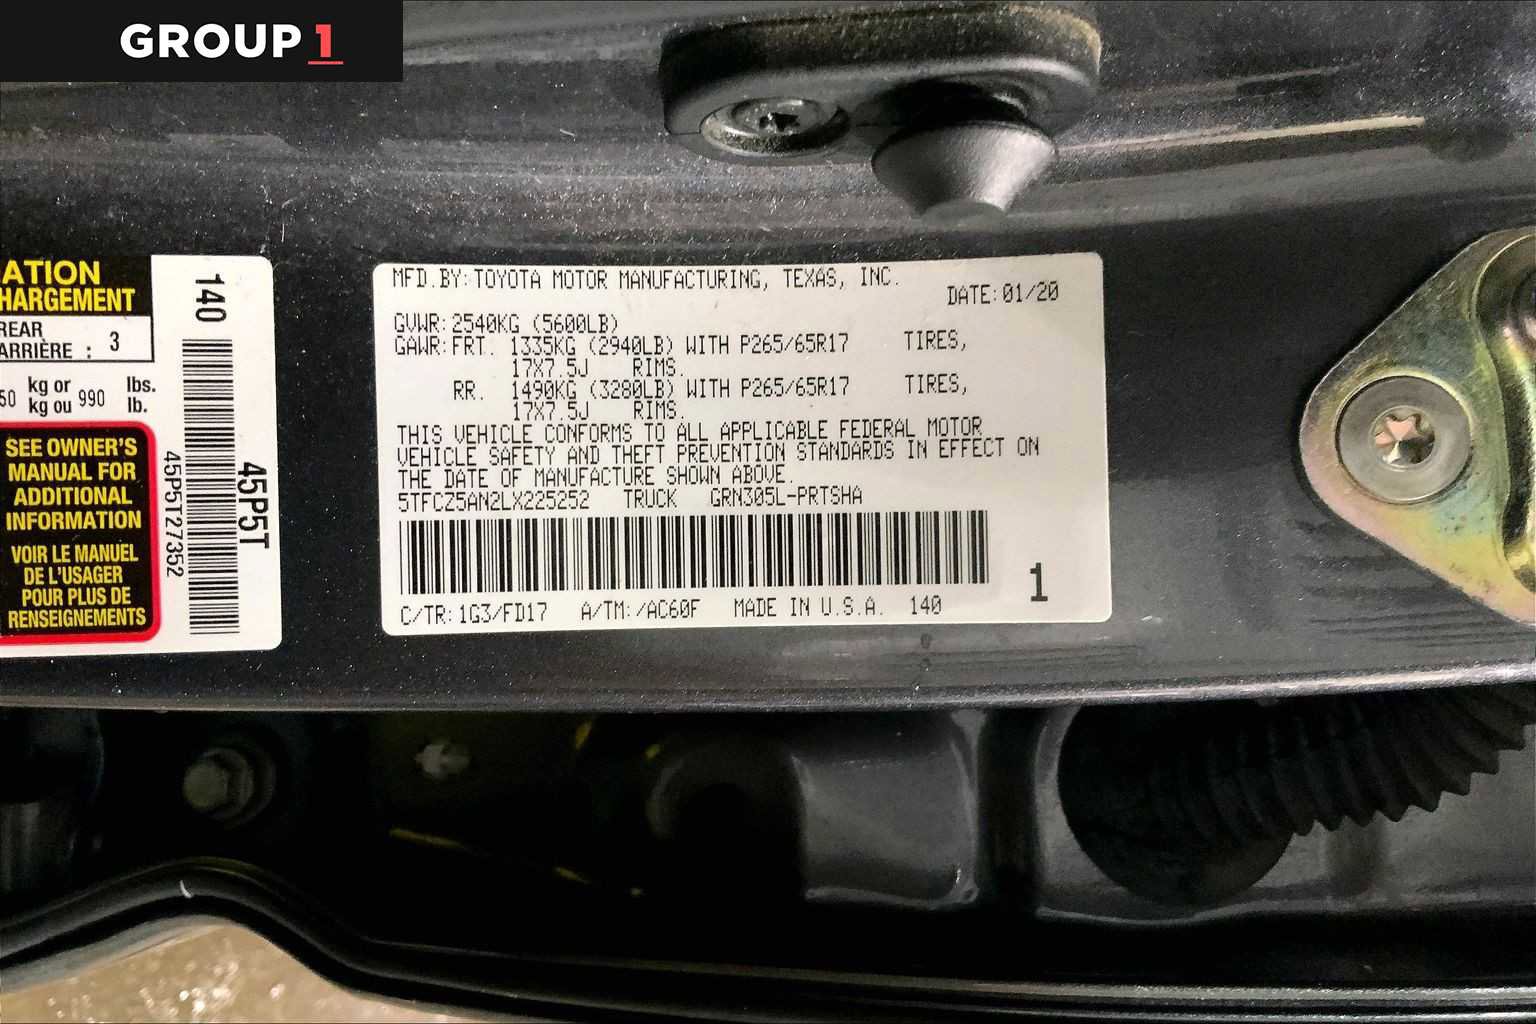 GROUP 1
ATION
HARGEMENT
REAR
ARRIÈRE : 3
50 kg or 990 lbs.
kg ou lb.
SEE OWNER'S
MANUAL FOR
ADDITIONAL
INFORMATION
VOIR LE MANUEL
DE L'USAGER
POUR PLUS DE
RENSEIGNEMENTS
140
45P5T27352
45P5T
MFD.BY:TOYOTA MOTOR MANUFACTURING, TEXAS, INC.
DATE:01/20
GVWR:2540KG (5600LB)
GAWR:FRT. 1335KG (2940LB) WITH P265/65R17 TIRES,
17X7.5J RIMS.
RR. 1490KG (3280LB) WITH P265/65R17 TIRES,
17X7.5J RIMS.
THIS VEHICLE CONFORMS TO ALL APPLICABLE FEDERAL MOTOR
VEHICLE SAFETY AND THEFT PREVENTION STANDARDS IN EFFECT ON
THE DATE OF MANUFACTURE SHOWN ABOVE.
5TFCZ5AN2LX225252 TRUCK GRN305L-PRTSHA
1
C/TR:1G3/FD17 A/TM:/AC60F MADE IN U.S.A. 140